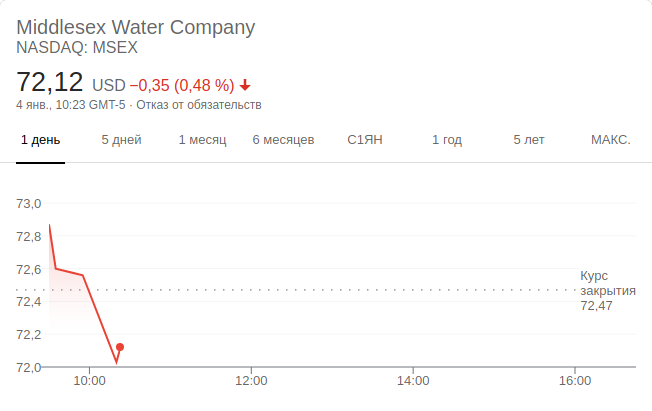 Middlesex Water Company
NASDAQ: MSEX
72,12 USD −0,35 (0,48 %)
4 янв., 10:23 GMT-5 · Отказ от обязательств
1 день 5 дней 1 месяц 6 месяцев С1ЯН 1 год 5 лет МАКС.
73,0
72,8
72,6
72,4
72,2
72,0
Курс
закрытия
72,47
10:00 12:00 14:00 16:00